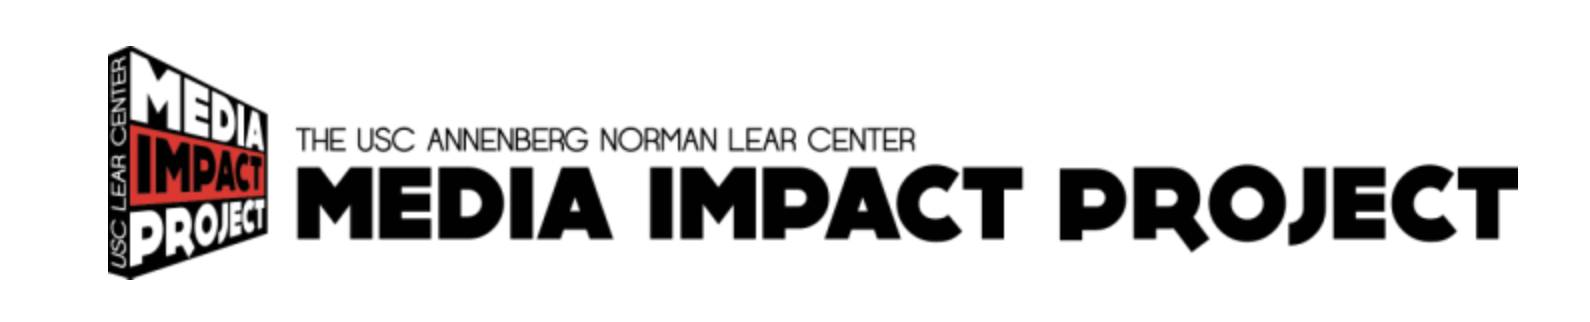 USC LEAR CENTER
MEDIA
IMPACT
PROJECT
THE USC ANNENBERG NORMAN LEAR CENTER
MEDIA IMPACT PROJECT